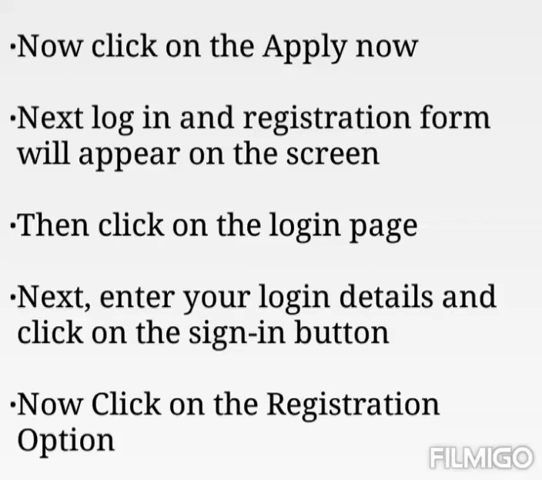 ·Now click on the Apply now
·Next log in and registration form
will appear on the screen
·Then click on the login page
·Next, enter your login details and
click on the sign-in button
·Now Click on the Registration
Option
FILMIGO